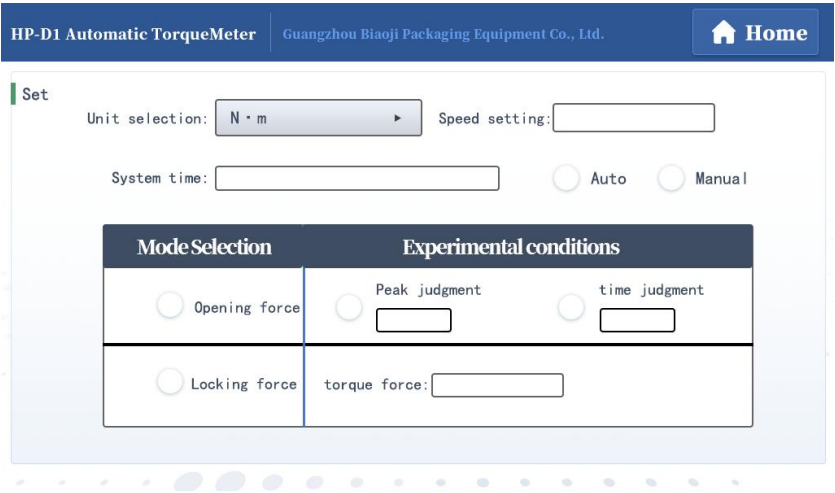 HP-D1 Automatic TorqueMeter
Guangzhou Biaoji Packaging Equipment Co., Ltd.
Home
Set
Unit selection: N·m ▸ Speed setting:
System time: Auto Manual
Mode Selection Experimental conditions
Peak judgment time judgment
Opening force
Locking force torque force: